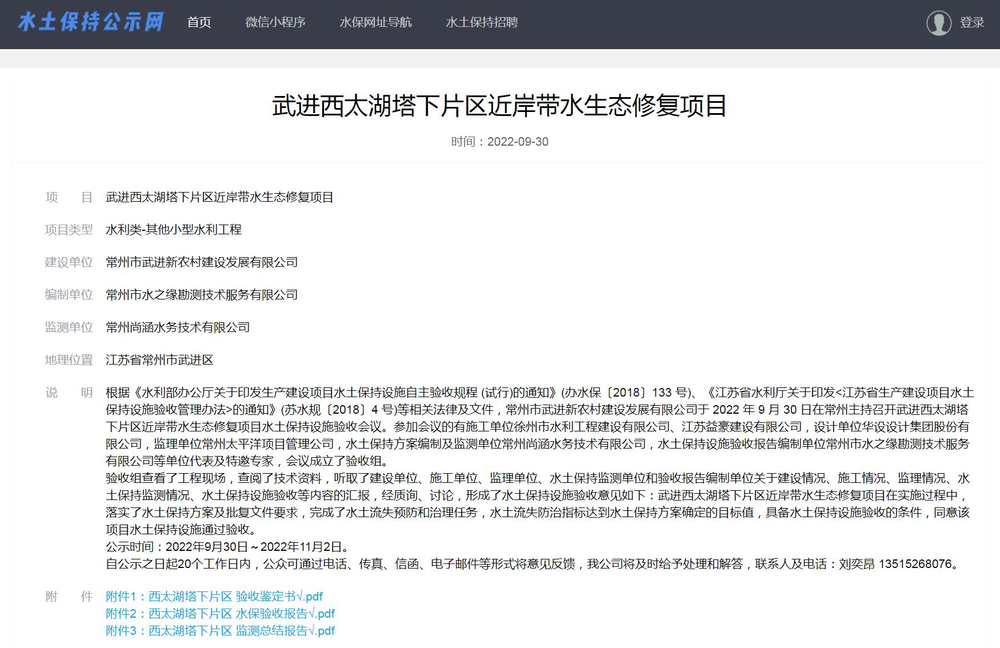 水土保持公示网 首页 微信小程序 水保网址导航 水土保持招聘 登录
武进西太湖塔下片区近岸带水生态修复项目
时间：2022-09-30
项 目 武进西太湖塔下片区近岸带水生态修复项目
项目类型 水利类-其他小型水利工程
建设单位 常州市武进新农村建设发展有限公司
编制单位 常州市水之缘勘测技术服务有限公司
监测单位 常州尚涵水务技术有限公司
地理位置 江苏省常州市武进区
说 明 根据《水利部办公厅关于印发生产建设项目水土保持设施自主验收规程 (试行)的通知》(办水保〔2018〕133 号)、《江苏省水利厅关于印发<江苏省生产建设项目水土
保持设施验收管理办法>的通知》(苏水规〔2018〕4 号)等相关法律及文件，常州市武进新农村建设发展有限公司于 2022 年 9 月 30 日在常州主持召开武进西太湖塔
下片区近岸带水生态修复项目水土保持设施验收会议。参加会议的有施工单位徐州市水利工程建设有限公司、江苏益豪建设有限公司，设计单位华设设计集团股份有
限公司，监理单位常州太平洋项目管理公司，水土保持方案编制及监测单位常州尚涵水务技术有限公司，水土保持设施验收报告编制单位常州市水之缘勘测技术服务
有限公司等单位代表及特邀专家，会议成立了验收组。
验收组查看了工程现场，查阅了技术资料，听取了建设单位、施工单位、监理单位、水土保持监测单位和验收报告编制单位关于建设情况、施工情况、监理情况、水
土保持监测情况、水土保持设施验收等内容的汇报，经质询、讨论，形成了水土保持设施验收意见如下：武进西太湖塔下片区近岸带水生态修复项目在实施过程中，
落实了水土保持方案及批复文件要求，完成了水土流失预防和治理任务，水土流失防治指标达到水土保持方案确定的目标值，具备水土保持设施验收的条件，同意该
项目水土保持设施通过验收。
公示时间：2022年9月30日～2022年11月2日。
自公示之日起20个工作日内，公众可通过电话、传真、信函、电子邮件等形式将意见反馈，我公司将及时给予处理和解答，联系人及电话：刘奕昂 13515268076。
附 件 附件1：西太湖塔下片区 验收鉴定书√.pdf
附件2：西太湖塔下片区 水保验收报告√.pdf
附件3：西太湖塔下片区 监测总结报告√.pdf